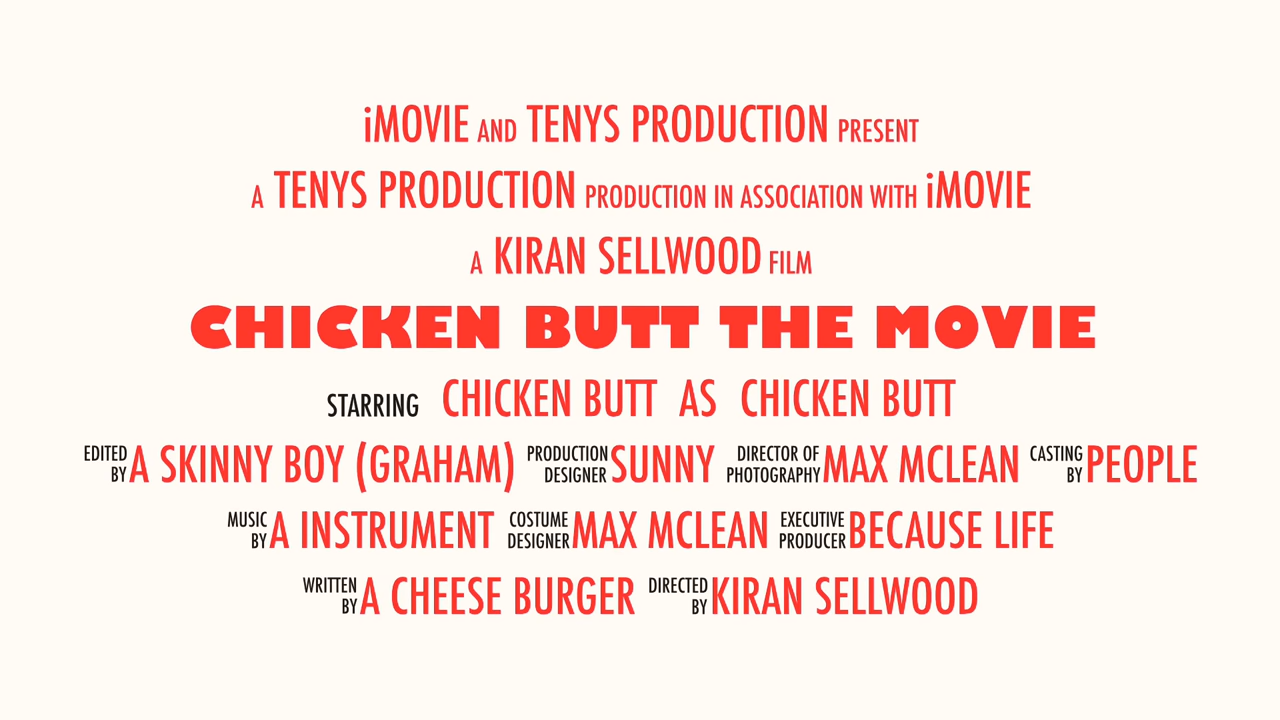 iMOVIE AND TENYS PRODUCTION PRESENT
A TENYS PRODUCTION PRODUCTION IN ASSOCIATION WITH iMOVIE
A KIRAN SELLWOOD FILM
CHICKEN BUTT THE MOVIE
STARRING CHICKEN BUTT AS CHICKEN BUTT
EDITED BY A SKINNY BOY (GRAHAM) PRODUCTION DESIGNER SUNNY DIRECTOR OF PHOTOGRAPHY MAX MCLEAN CASTING BY PEOPLE
MUSIC BY A INSTRUMENT COSTUME DESIGNER MAX MCLEAN EXECUTIVE PRODUCER BECAUSE LIFE
WRITTEN BY A CHEESE BURGER DIRECTED BY KIRAN SELLWOOD